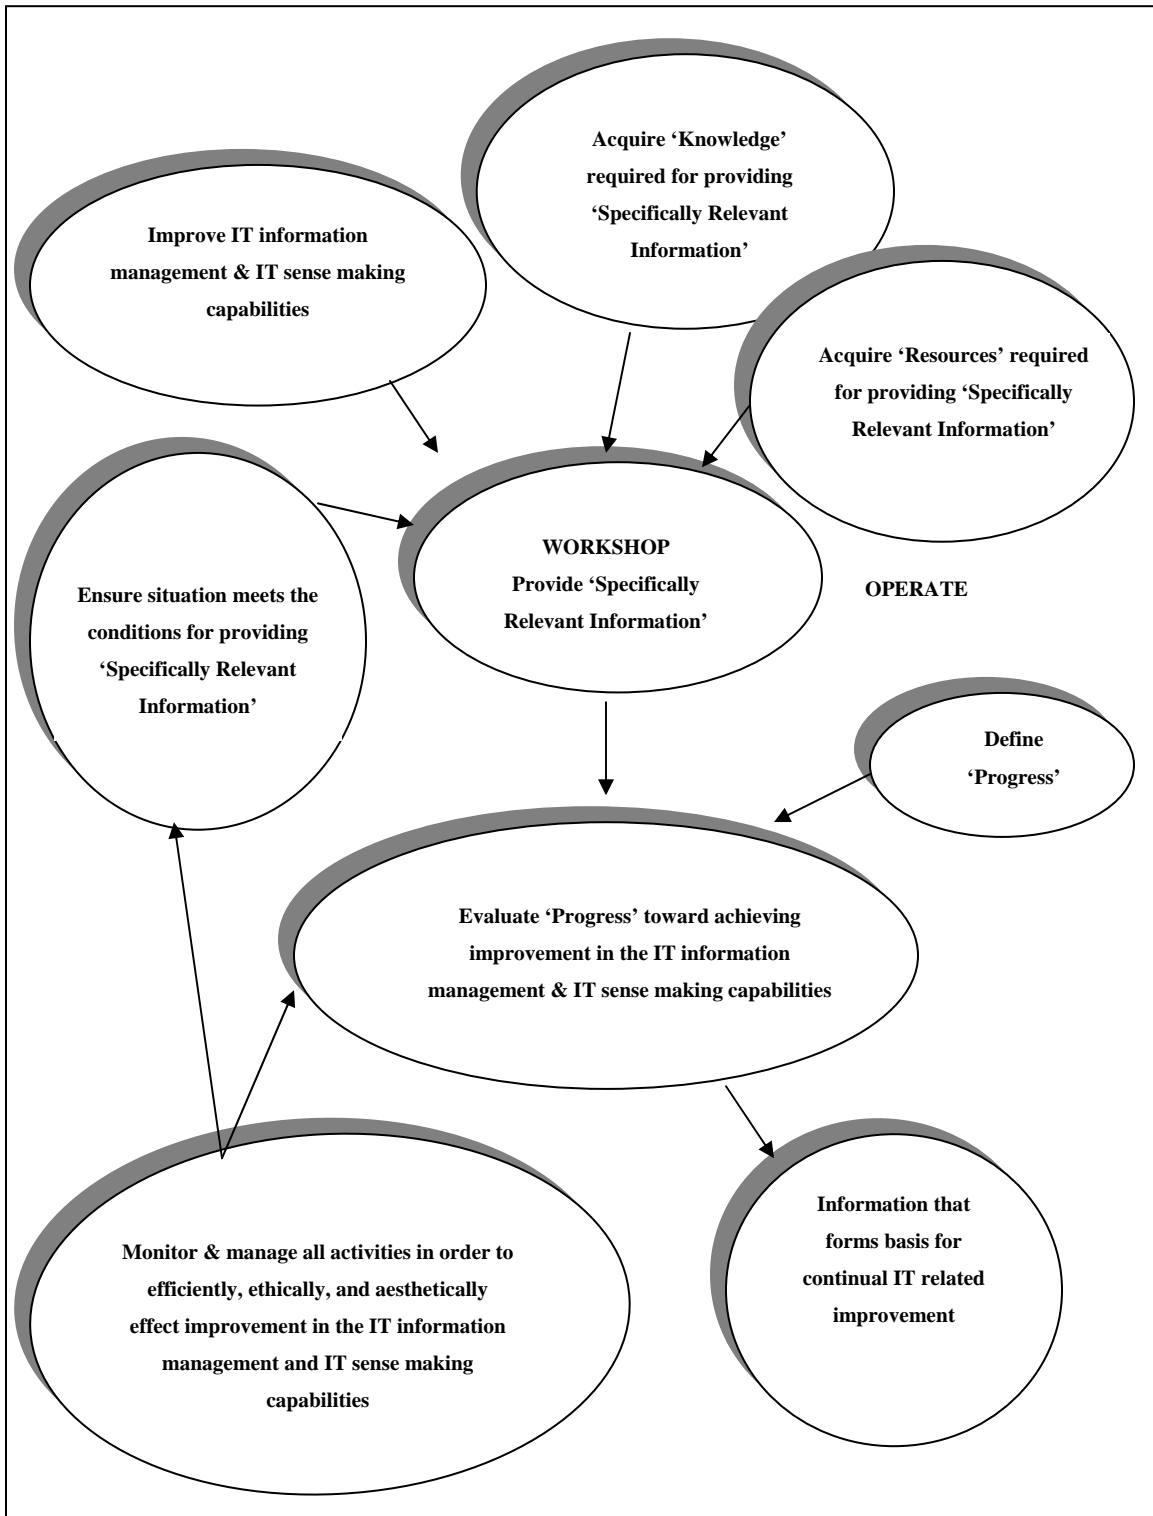 Acquire ‘Knowledge’
required for providing
‘Specifically Relevant
Information’
Improve IT information
management & IT sense making
capabilities
Acquire ‘Resources’ required
for providing ‘Specifically
Relevant Information’
WORKSHOP
Provide ‘Specifically
Relevant Information’
OPERATE
Ensure situation meets the
conditions for providing
‘Specifically Relevant
Information’
Define
‘Progress’
Evaluate ‘Progress’ toward achieving
improvement in the IT information
management & IT sense making capabilities
Monitor & manage all activities in order to
efficiently, ethically, and aesthetically
effect improvement in the IT information
management and IT sense making
capabilities
Information that
forms basis for
continual IT related
improvement